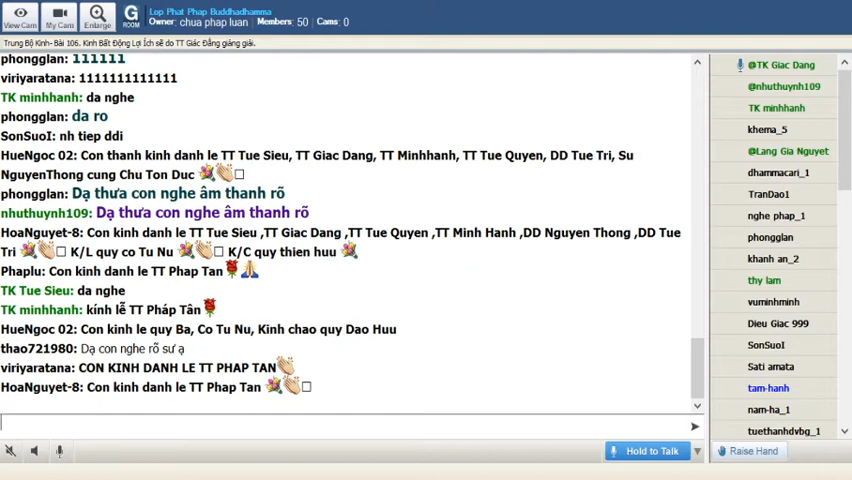 View Cam
My Cam
Enlarge
G
ROOM
Lop Phat Phap Buddhadhamma
Owner: chua phap luan
Members: 50
Cams: 0
Trung Bộ Kinh- Bài 106. Kinh Bất Động Lợi Ích sẽ do TT Giác Đẳng giảng giải.
phongglan: 111111
viriyaratana: 1111111111111
TK minhhanh: da nghe
phongglan: da ro
SonSuoI: nh tiep ddi
HueNgoc 02: Con thanh kinh danh le TT Tue Sieu, TT Giac Dang, TT Minhhanh, TT Tue Quyen, DD Tue Tri, Su
NguyenThong cung Chu Ton Duc
phongglan: Dạ thưa con nghe âm thanh rõ
nhuthuynh109: Dạ thưa con nghe âm thanh rõ
HoaNguyet-8: Con kinh danh le TT Tue Sieu ,TT Giac Dang ,TT Tue Quyen ,TT Minh Hanh ,DD Nguyen Thong ,DD Tue
Tri K/L quy co Tu Nu K/C quy thien huu
Phaplu: Con kinh danh le TT Phap Tan
TK Tue Sieu: da nghe
TK minhhanh: kính lễ TT Pháp Tân
HueNgoc 02: Con kinh le quy Ba, Co Tu Nu, Kinh chao quy Dao Huu
thao721980: Dạ con nghe rõ sư ạ
viriyaratana: CON KINH DANH LE TT PHAP TAN
HoaNguyet-8: Con kinh danh le TT Phap Tan
@TK Giac Dang
@nhuthuynh109
TK minhhanh
khema_5
@Lang Gia Nguyet
dhammacari_1
TranDao1
nghe phap_1
phongglan
khanh an_2
thy lam
vuminhminh
Dieu Giac 999
SonSuoI
Sati amata
tam-hanh
nam-ha_1
tuethanhdvbg_1
Hold to Talk
Raise Hand